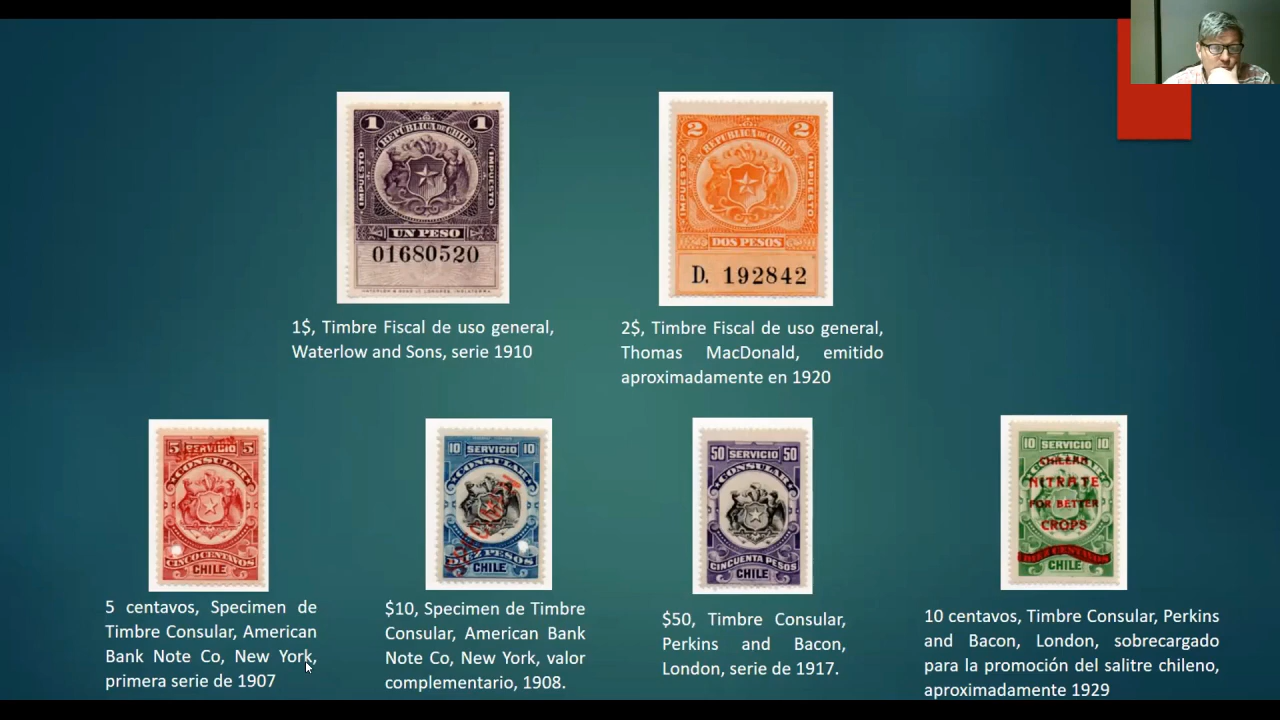 1 REPÚBLICA DE CHILE 1
IMPUESTO
IMPUESTO
UN PESO
01680520
1$, Timbre Fiscal de uso general,
Waterlow and Sons, serie 1910
2 REPÚBLICA DE CHILE 2
IMPUESTO
IMPUESTO
DOS PESOS
D. 192842
2$, Timbre Fiscal de uso general,
Thomas MacDonald, emitido
aproximadamente en 1920
5 SERVICIO 5
CONSULAR
CINCO CENTAVOS
CHILE
5 centavos, Specimen de
Timbre Consular, American
Bank Note Co, New York,
primera serie de 1907
10 SERVICIO 10
CONSULAR
DIEZ PESOS
CHILE
$10, Specimen de Timbre
Consular, American Bank
Note Co, New York, valor
complementario, 1908.
50 SERVICIO 50
CONSULAR
CINCUENTA PESOS
CHILE
$50, Timbre Consular,
Perkins and Bacon,
London, serie de 1917.
10 SERVICIO 10
CHILEAN
NITRATE
FOR BETTER
CROPS
DIEZ CENTAVOS
CHILE
10 centavos, Timbre Consular, Perkins
and Bacon, London, sobrecargado
para la promoción del salitre chileno,
aproximadamente 1929